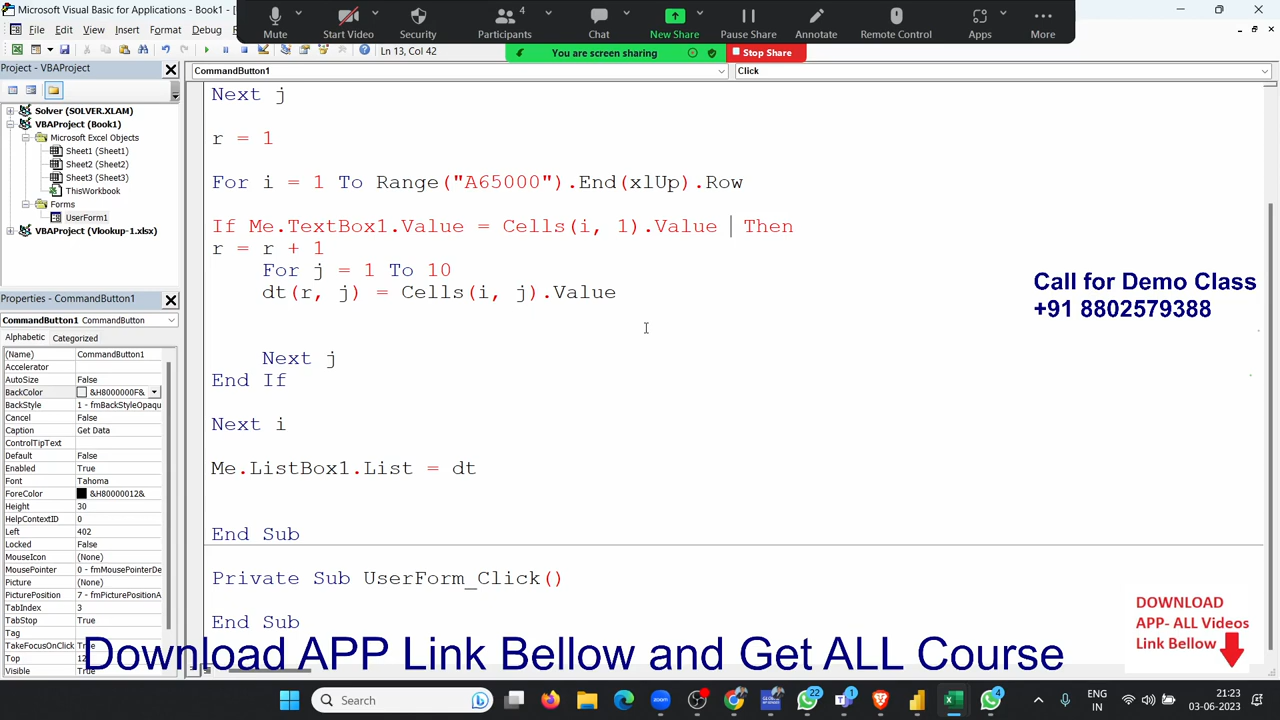 Microsoft Visual Basic for Applications - Book1 - [
File Edit View Insert Format Debug
Mute
Start Video
Security
4
Participants
Chat
New Share
Pause Share
Annotate
Remote Control
Apps
More
You are screen sharing
Stop Share
Ln 13, Col 42
Project - VBAProject
Solver (SOLVER.XLAM)
VBAProject (Book1)
Microsoft Excel Objects
Sheet1 (Sheet1)
Sheet2 (Sheet2)
Sheet3 (Sheet3)
ThisWorkbook
Forms
UserForm1
VBAProject (Vlookup-1.xlsx)
Properties - CommandButton1
CommandButton1 CommandButton
Alphabetic Categorized
(Name) CommandButton1
Accelerator
AutoSize False
BackColor &H8000000F&
BackStyle 1 - fmBackStyleOpaqu
Cancel False
Caption Get Data
ControlTipText
Default False
Enabled True
Font Tahoma
ForeColor &H80000012&
Height 30
HelpContextID 0
Left 402
Locked False
MouseIcon (None)
MousePointer 0 - fmMousePointerDe
Picture (None)
PicturePosition 7 - fmPicturePositionA
TabIndex 3
TabStop True
Tag
TakeFocusOnClick True
Top 12
Visible True
CommandButton1
Click
Next j
r = 1
For i = 1 To Range("A65000").End(xlUp).Row
If Me.TextBox1.Value = Cells(i, 1).Value Then
r = r + 1
For j = 1 To 10
dt(r, j) = Cells(i, j).Value
Next j
End If
Next i
Me.ListBox1.List = dt
End Sub
Private Sub UserForm_Click()
End Sub
Call for Demo Class
+91 8802579388
DOWNLOAD
APP- ALL Videos
Link Bellow
Download APP Link Bellow and Get ALL Course
Search
22
1
4
ENG
IN
21:23
03-06-2023